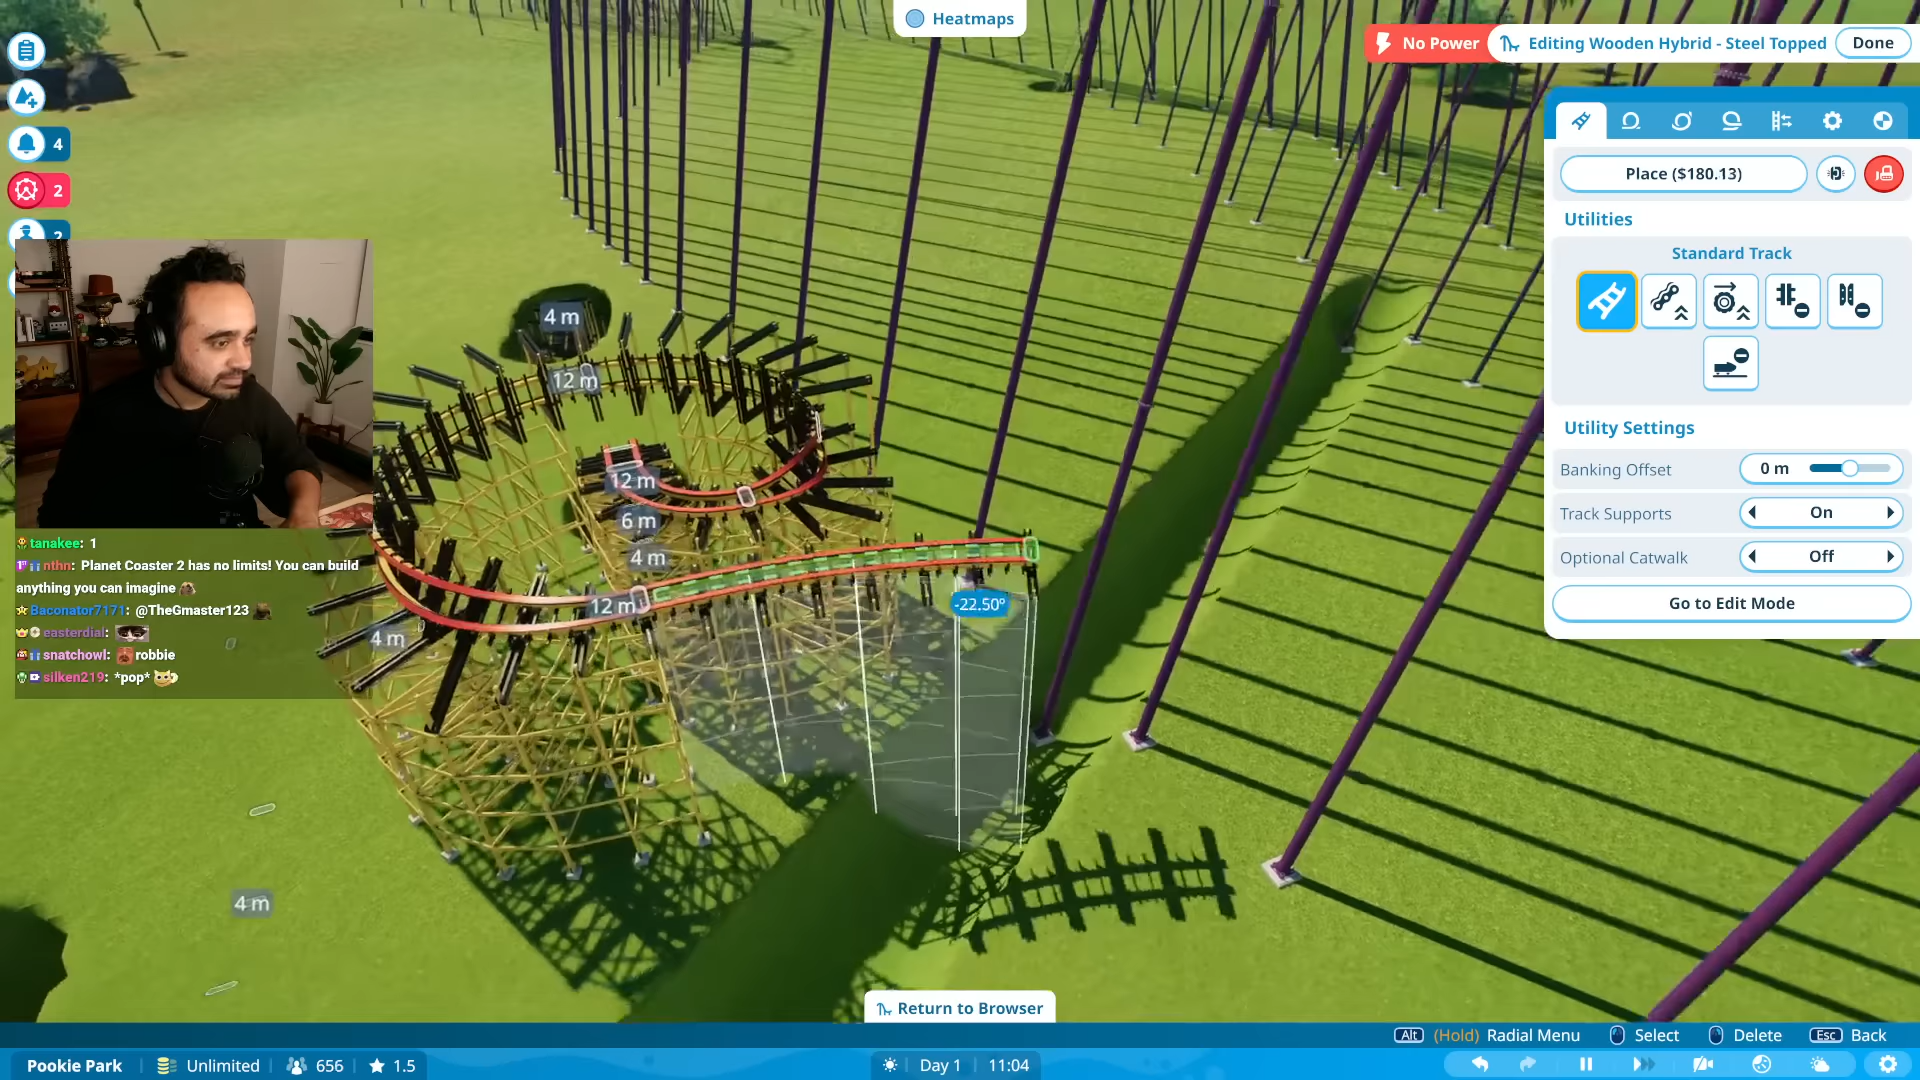 Heatmaps
No Power
Editing Wooden Hybrid - Steel Topped
Done
4
2
2
Place ($180.13)
Utilities
Standard Track
Utility Settings
Banking Offset
0 m
Track Supports
On
Optional Catwalk
Off
Go to Edit Mode
4 m
12 m
12 m
6 m
4 m
12 m
-22.50°
4 m
4 m
tanakee: 1
nthn: Planet Coaster 2 has no limits! You can build
anything you can imagine
Baconator7171: @TheGmaster123
easterdial:
snatchowl: robbie
silken219: *pop*
Return to Browser
Alt (Hold) Radial Menu
Select
Delete
Esc Back
Pookie Park
Unlimited
656
1.5
Day 1
11:04